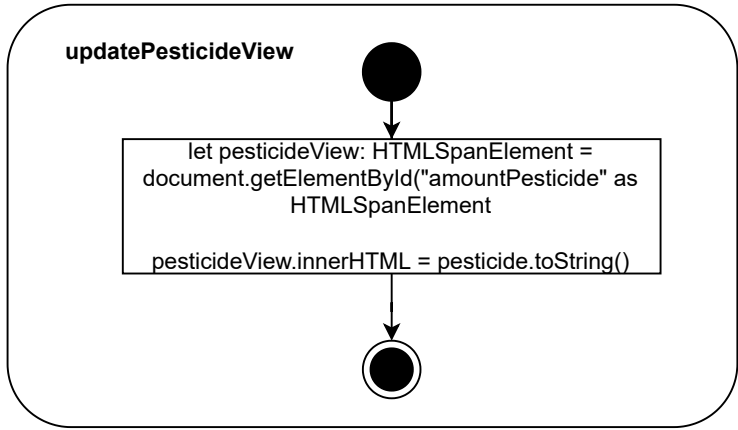 updatePesticideView
let pesticideView: HTMLSpanElement =
document.getElementById("amountPesticide" as
HTMLSpanElement
pesticideView.innerHTML = pesticide.toString()